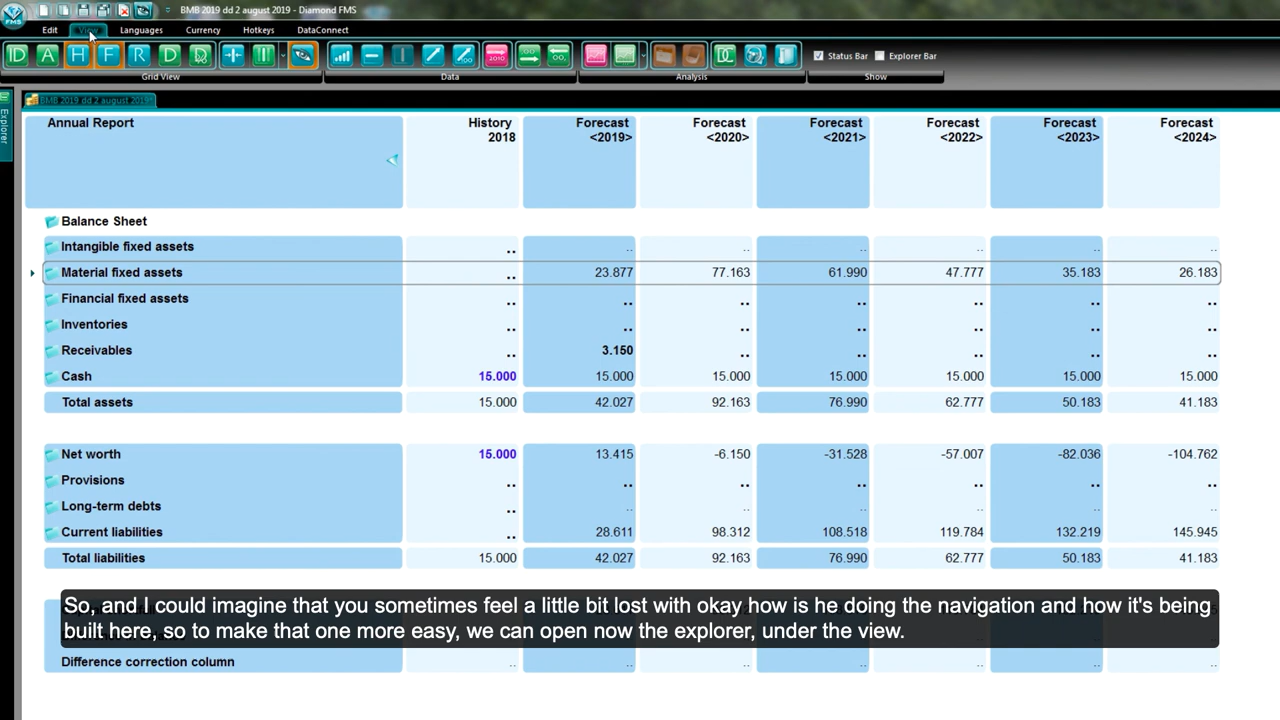 BMB 2019 dd 2 august 2019 - Diamond FMS
FMS
Edit View Languages Currency Hotkeys DataConnect
ID A H F R D
Status Bar Explorer Bar
Grid View Data Analysis Show
BMB 2019 dd 2 august 2019*
Explorer
Annual Report History 2018 Forecast <2019> Forecast <2020> Forecast <2021> Forecast <2022> Forecast <2023> Forecast <2024>
Balance Sheet
Intangible fixed assets .. .. .. .. .. .. ..
Material fixed assets .. 23.877 77.163 61.990 47.777 35.183 26.183
Financial fixed assets .. .. .. .. .. .. ..
Inventories .. .. .. .. .. .. ..
Receivables .. 3.150 .. .. .. .. ..
Cash 15.000 15.000 15.000 15.000 15.000 15.000 15.000
Total assets 15.000 42.027 92.163 76.990 62.777 50.183 41.183
Net worth 15.000 13.415 -6.150 -31.528 -57.007 -82.036 -104.762
Provisions .. .. .. .. .. .. ..
Long-term debts .. .. .. .. .. .. ..
Current liabilities .. 28.611 98.312 108.518 119.784 132.219 145.945
Total liabilities 15.000 42.027 92.163 76.990 62.777 50.183 41.183
So, and I could imagine that you sometimes feel a little bit lost with okay how is he doing the navigation and how it's being
built here, so to make that one more easy, we can open now the explorer, under the view.
Difference correction column .. .. .. .. .. .. ..